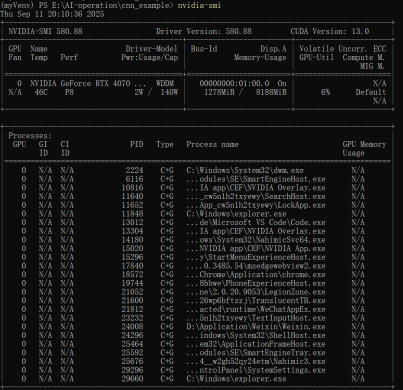 (myVenv) PS E:\AI-operation\cnn_example> nvidia-smi
Thu Sep 11 20:10:36 2025
NVIDIA-SMI 580.88 Driver Version: 580.88 CUDA Version: 13.0
GPU Name Driver-Model Bus-Id Disp.A Volatile Uncorr. ECC
Fan Temp Perf Pwr:Usage/Cap Memory-Usage GPU-Util Compute M.
MIG M.
0 NVIDIA GeForce RTX 4070 ... WDDM 00000000:01:00.0 On N/A
N/A 46C P8 2W / 140W 1278MiB / 8188MiB 6% Default
N/A
Processes:
GPU GI CI PID Type Process name GPU Memory
ID ID Usage
0 N/A N/A 2224 C+G C:\Windows\System32\dwm.exe N/A
0 N/A N/A 6116 C+G ...odules\SE\SmartEngineHost.exe N/A
0 N/A N/A 10816 C+G ...IA app\CEF\NVIDIA Overlay.exe N/A
0 N/A N/A 11640 C+G ..._cw5n1h2txyewy\SearchHost.exe N/A
0 N/A N/A 11652 C+G ...App_cw5n1h2txyewy\LockApp.exe N/A
0 N/A N/A 11848 C+G C:\Windows\explorer.exe N/A
0 N/A N/A 13012 C+G ...de\Microsoft VS Code\Code.exe N/A
0 N/A N/A 13304 C+G ...IA app\CEF\NVIDIA Overlay.exe N/A
0 N/A N/A 14180 C+G ...ows\System32\NahimicSvc64.exe N/A
0 N/A N/A 15020 C+G ...NVIDIA app\CEF\NVIDIA App.exe N/A
0 N/A N/A 15296 C+G ...y\StartMenuExperienceHost.exe N/A
0 N/A N/A 17840 C+G ....0.3485.54\msedgewebview2.exe N/A
0 N/A N/A 18572 C+G ...Chrome\Application\chrome.exe N/A
0 N/A N/A 19744 C+G ...8bbwe\PhoneExperienceHost.exe N/A
0 N/A N/A 21052 C+G ...ne\2.0.20.9053\LegionZone.exe N/A
0 N/A N/A 21600 C+G ...26wp6bftszj\TranslucentTB.exe N/A
0 N/A N/A 21812 C+G ...acted\runtime\WeChatAppEx.exe N/A
0 N/A N/A 23232 C+G ...5n1h2txyewy\TextInputHost.exe N/A
0 N/A N/A 24008 C+G D:\Application\Weixin\Weixin.exe N/A
0 N/A N/A 24296 C+G ...indows\System32\ShellHost.exe N/A
0 N/A N/A 25464 C+G ...em32\ApplicationFrameHost.exe N/A
0 N/A N/A 25592 C+G ...odules\SE\SmartEngineTray.exe N/A
0 N/A N/A 25676 C+G ...4__w2gh52qy24etm\Nahimic3.exe N/A
0 N/A N/A 29296 C+G ...ntrolPanel\SystemSettings.exe N/A
0 N/A N/A 29660 C+G C:\Windows\explorer.exe N/A